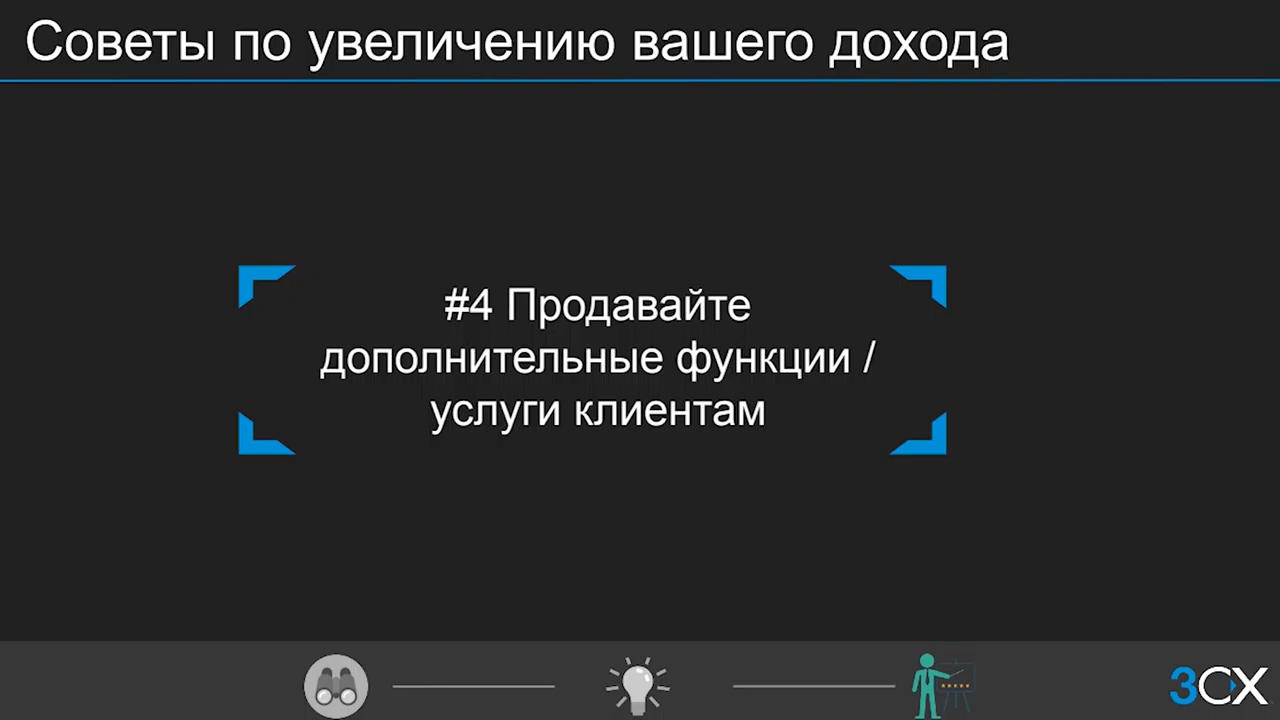 Советы по увеличению вашего дохода
#4 Продавайте
дополнительные функции /
услуги клиентам
3CX